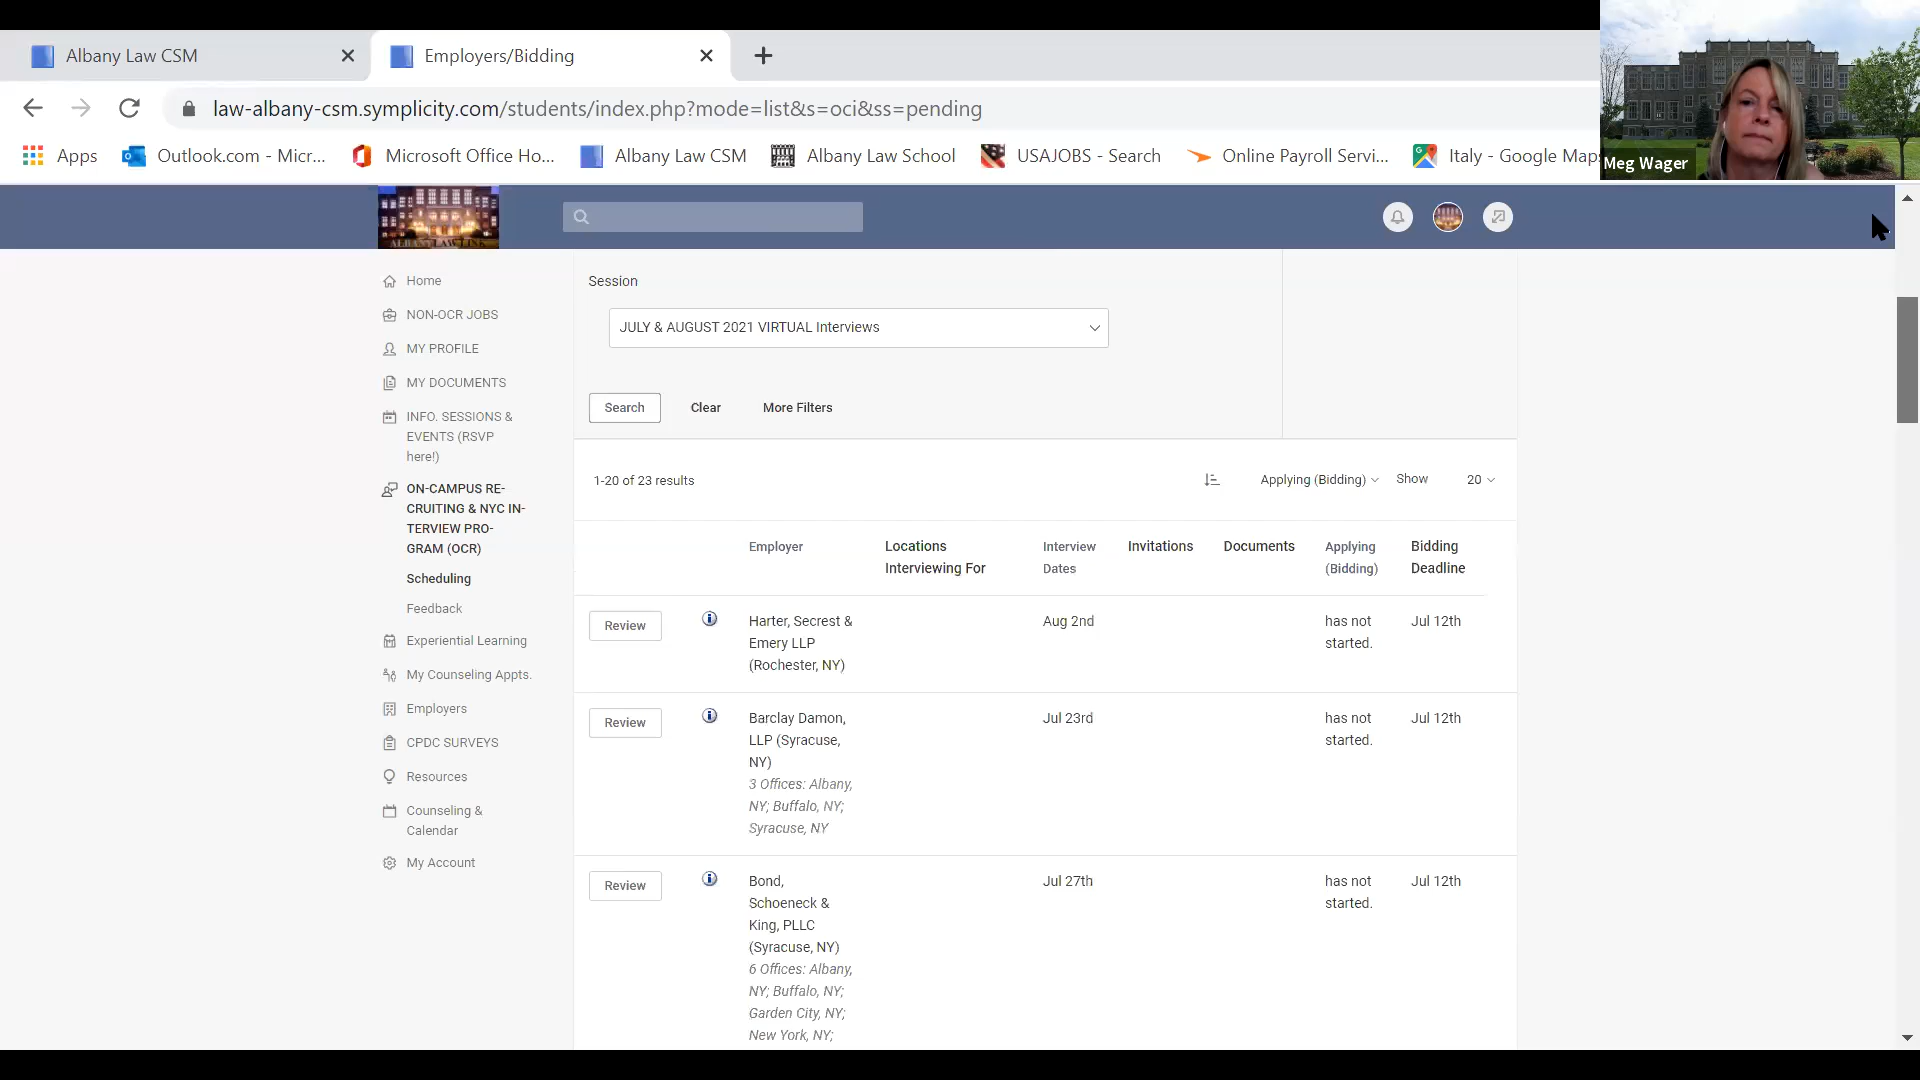 Albany Law CSM
Employers/Bidding
law-albany-csm.symplicity.com/students/index.php?mode=list&s=oci&ss=pending
Apps
Outlook.com - Micr...
Microsoft Office Ho...
Albany Law CSM
Albany Law School
USAJOBS - Search
Online Payroll Servi...
Italy - Google Maps
Meg Wager
ALBANY LAW LINK
Home
NON-OCR JOBS
MY PROFILE
MY DOCUMENTS
INFO. SESSIONS &
EVENTS (RSVP
here!)
ON-CAMPUS RE-
CRUITING & NYC IN-
TERVIEW PRO-
GRAM (OCR)
Scheduling
Feedback
Experiential Learning
My Counseling Appts.
Employers
CPDC SURVEYS
Resources
Counseling &
Calendar
My Account
Session
JULY & AUGUST 2021 VIRTUAL Interviews
Search
Clear
More Filters
1-20 of 23 results
Applying (Bidding)
Show
20
Employer
Locations
Interviewing For
Interview
Dates
Invitations
Documents
Applying
(Bidding)
Bidding
Deadline
Review
Harter, Secrest &
Emery LLP
(Rochester, NY)
Aug 2nd
has not
started.
Jul 12th
Review
Barclay Damon,
LLP (Syracuse,
NY)
3 Offices: Albany,
NY; Buffalo, NY;
Syracuse, NY
Jul 23rd
has not
started.
Jul 12th
Review
Bond,
Schoeneck &
King, PLLC
(Syracuse, NY)
6 Offices: Albany,
NY; Buffalo, NY;
Garden City, NY;
New York, NY;
Jul 27th
has not
started.
Jul 12th